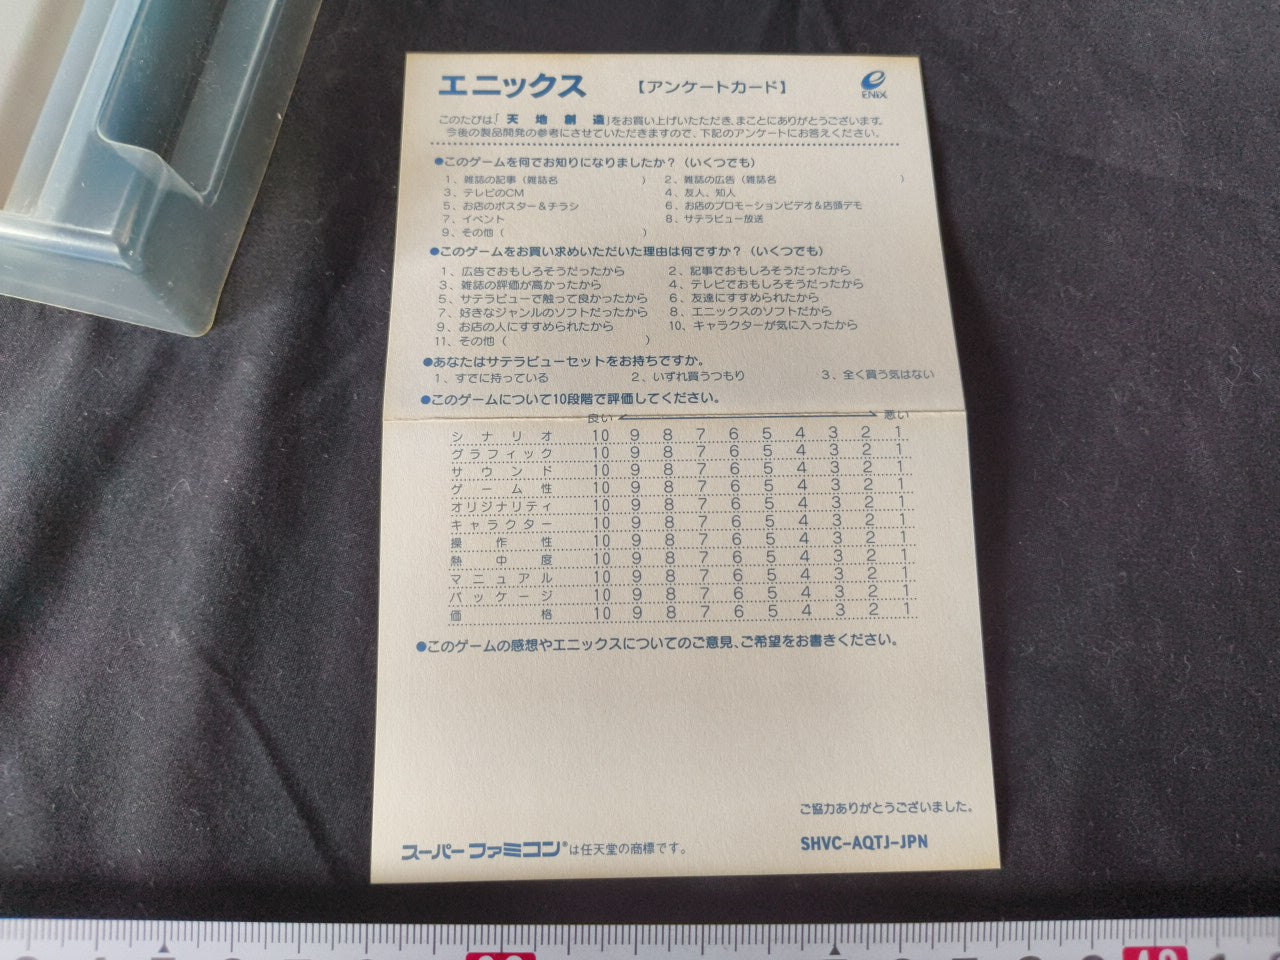 エニックス 【アンケートカード】 ENIX
このたびは「天地創造」をお買い上げいただき、まことにありがとうございます。
今後の製品開発の参考にさせていただきますので、下記のアンケートにお答えください。
●このゲームを何でお知りになりましたか?(いくつでも)
1、雑誌の記事(雑誌名 ) 2、雑誌の広告(雑誌名 )
3、テレビのCM 4、友人、知人
5、お店のポスター&チラシ 6、お店のプロモーションビデオ&店頭デモ
7、イベント 8、サテラビュー放送
9、その他( )
●このゲームをお買い求めいただいた理由は何ですか?(いくつでも)
1、広告でおもしろそうだったから 2、記事でおもしろそうだったから
3、雑誌の評価が高かったから 4、テレビでおもしろそうだったから
5、サテラビューで触って良かったから 6、友達にすすめられたから
7、好きなジャンルのソフトだったから 8、エニックスのソフトだから
9、お店の人にすすめられたから 10、キャラクターが気に入ったから
11、その他( )
●あなたはサテラビューセットをお持ちですか。
1、すでに持っている 2、いずれ買うつもり 3、全く買う気はない
●このゲームについて10段階で評価してください。
良い 悪い
シナリオ 10 9 8 7 6 5 4 3 2 1
グラフィック 10 9 8 7 6 5 4 3 2 1
サウンド 10 9 8 7 6 5 4 3 2 1
ゲーム性 10 9 8 7 6 5 4 3 2 1
オリジナリティ 10 9 8 7 6 5 4 3 2 1
キャラクター 10 9 8 7 6 5 4 3 2 1
操作性 10 9 8 7 6 5 4 3 2 1
熱中度 10 9 8 7 6 5 4 3 2 1
マニュアル 10 9 8 7 6 5 4 3 2 1
パッケージ 10 9 8 7 6 5 4 3 2 1
価格 10 9 8 7 6 5 4 3 2 1
●このゲームの感想やエニックスについてのご意見、ご希望をお書きください。
ご協力ありがとうございました。
スーパーファミコン®は任天堂の商標です。 SHVC-AQTJ-JPN